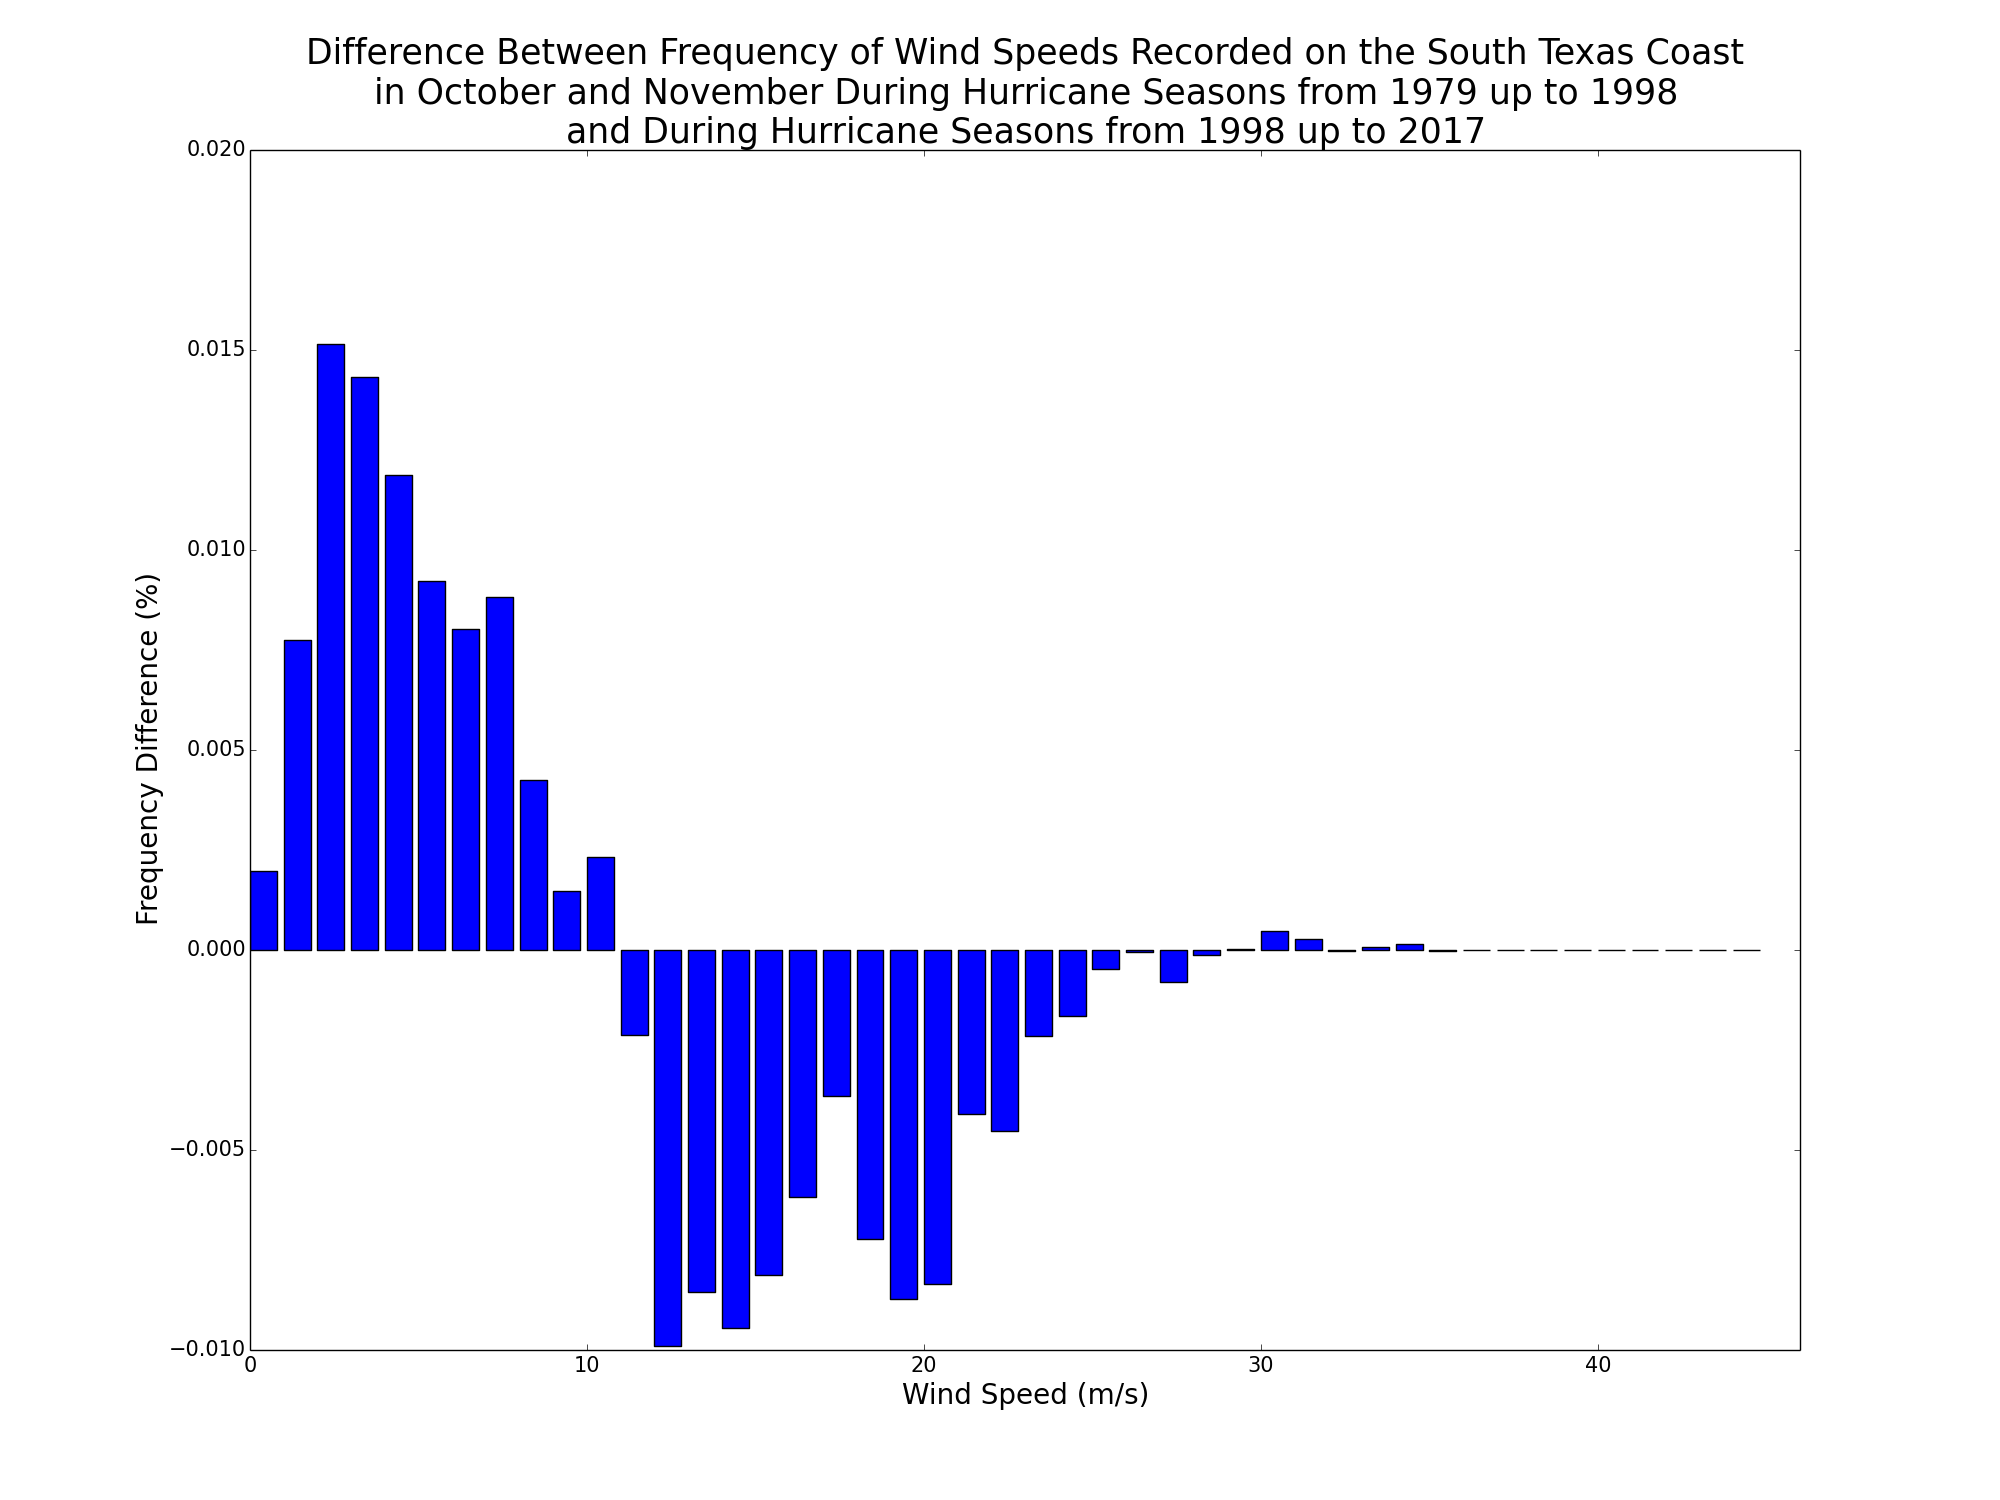 Difference Between Frequency of Wind Speeds Recorded on the South Texas Coast
in October and November During Hurricane Seasons from 1979 up to 1998
and During Hurricane Seasons from 1998 up to 2017
0.020
0.015
0.010
0.005
0.000
−0.005
−0.010
Frequency Difference (%)
0 10 20 30 40
Wind Speed (m/s)